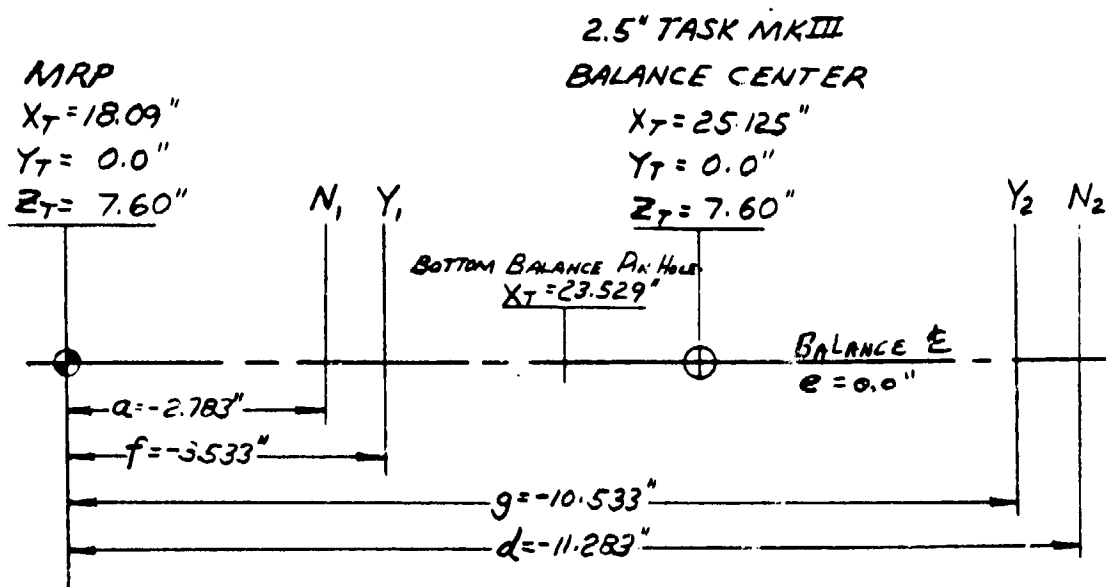 2.5" TASK MKIII
BALANCE CENTER
XT = 25.125"
YT = 0.0"
ZT = 7.60"
MRP
XT = 18.09"
YT = 0.0"
ZT = 7.60"
N1
Y1
Y2
N2
BOTTOM BALANCE PIN HOLE
XT = 23.529"
BALANCE ℄
e = 0.0"
a = -2.783"
f = -3.533"
g = -10.533"
d = -11.283"